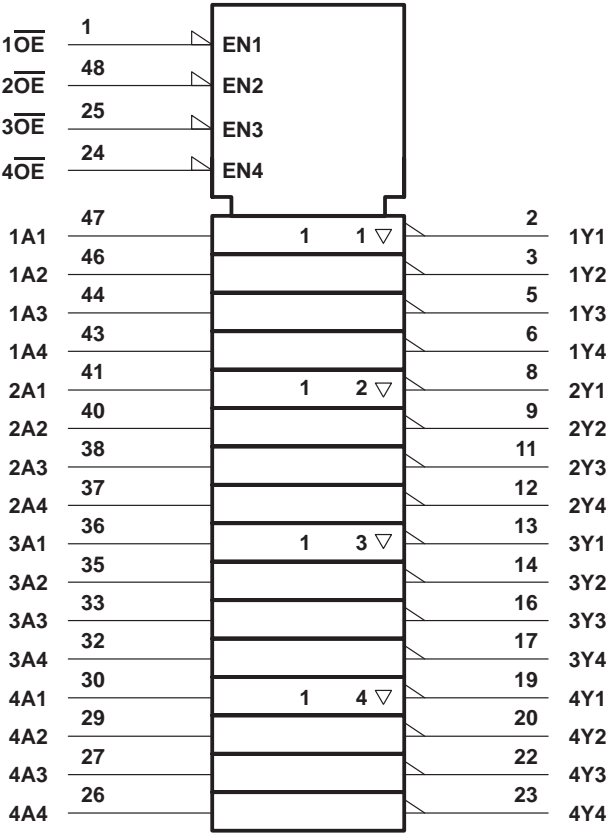 1O̅E̅ 1 EN1
2O̅E̅ 48 EN2
3O̅E̅ 25 EN3
4O̅E̅ 24 EN4
1A1 47 1 1 ▽ 2 1Y1
1A2 46 3 1Y2
1A3 44 5 1Y3
1A4 43 6 1Y4
2A1 41 1 2 ▽ 8 2Y1
2A2 40 9 2Y2
2A3 38 11 2Y3
2A4 37 12 2Y4
3A1 36 1 3 ▽ 13 3Y1
3A2 35 14 3Y2
3A3 33 16 3Y3
3A4 32 17 3Y4
4A1 30 1 4 ▽ 19 4Y1
4A2 29 20 4Y2
4A3 27 22 4Y3
4A4 26 23 4Y4